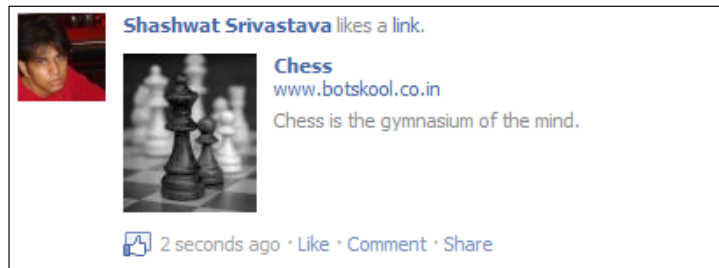 Shashwat Srivastava likes a link.
Chess
www.botskool.co.in
Chess is the gymnasium of the mind.
2 seconds ago · Like · Comment · Share